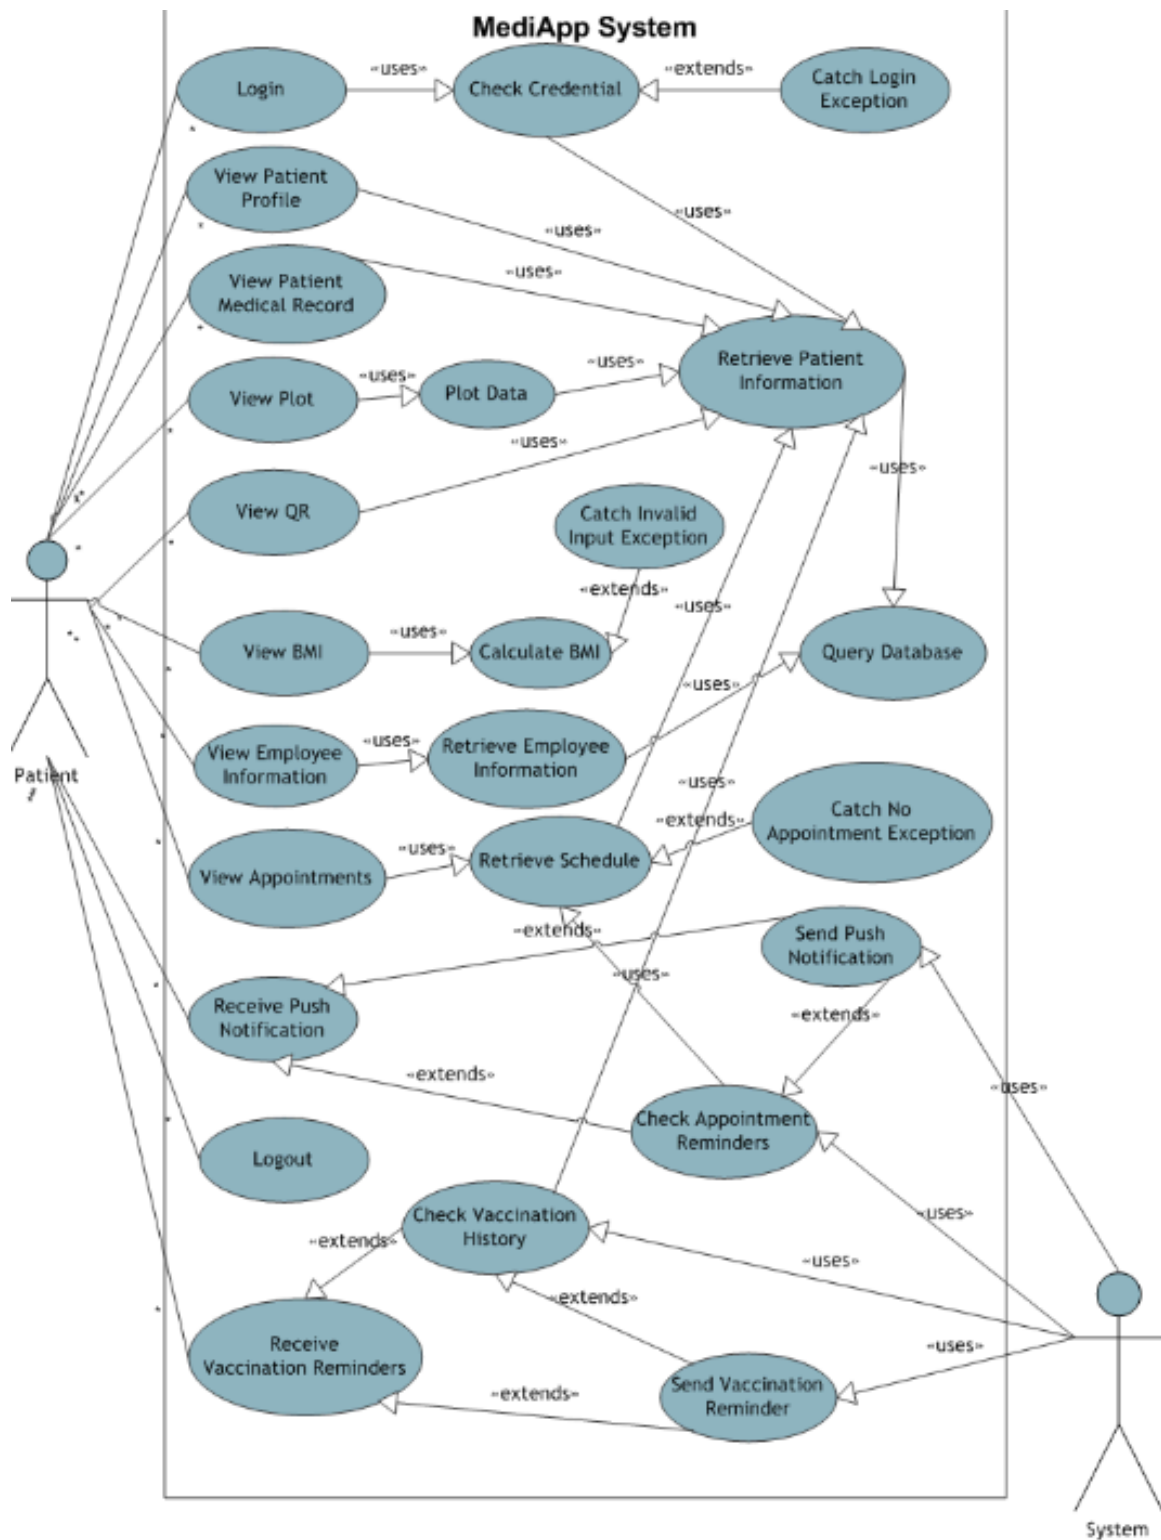 MediApp System
Login
«uses»
Check Credential
«extends»
Catch Login
Exception
View Patient
Profile
«uses»
«uses»
View Patient
Medical Record
«uses»
Retrieve Patient
Information
View Plot
«uses»
Plot Data
«uses»
View QR
«uses»
«uses»
Catch Invalid
Input Exception
«extends»
«uses»
View BMI
«uses»
Calculate BMI
Query Database
«uses»
View Employee
Information
«uses»
Retrieve Employee
Information
Patient
«uses»
Catch No
Appointment Exception
«extends»
View Appointments
«uses»
Retrieve Schedule
«extends»
Send Push
Notification
«uses»
Receive Push
Notification
«extends»
«extends»
«uses»
Check Appointment
Reminders
Logout
Check Vaccination
History
«uses»
«extends»
«uses»
«extends»
Receive
Vaccination Reminders
«uses»
Send Vaccination
Reminder
«extends»
System